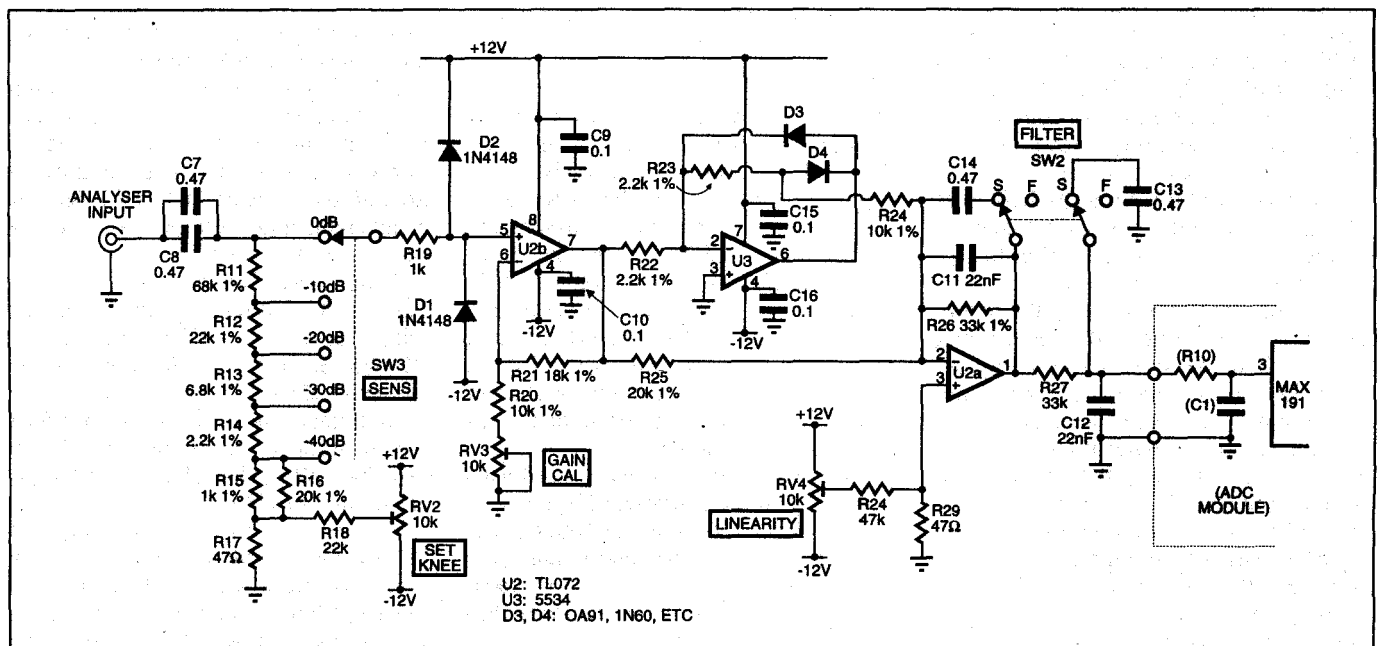 +12V
D3
D4
FILTER
SW2
D2
1N4148
C9
0.1
C7
0.47
ANALYSER
INPUT
C8
0.47
0dB
R11
68k 1%
-10dB
R12
22k 1%
-20dB
R13
6.8k 1%
SW3
SENS
-30dB
R14
2.2k 1%
-40dB
R15
1k 1%
R16
20k 1%
R17
47Ω
R18
22k
+12V
RV2
10k
SET
KNEE
-12V
R19
1k
D1
1N4148
-12V
5
6
8
U2b
7
4
-12V
C10
0.1
R21 18k 1%
R20
10k 1%
RV3
10k
GAIN
CAL
R22
2.2k 1%
R23
2.2k 1%
R25
20k 1%
2
3
7
U3
6
4
C15
0.1
C16
0.1
-12V
R24
10k 1%
C14
0.47
S
F
S
F
C13
0.47
C11 22nF
R26 33k 1%
2
3
U2a
1
R27
33k
C12
22nF
(R10)
(C1)
3
MAX
191
(ADC
MODULE)
+12V
RV4
10k
LINEARITY
-12V
R24
47k
R29
47Ω
U2: TL072
U3: 5534
D3, D4: OA91, 1N60, ETC